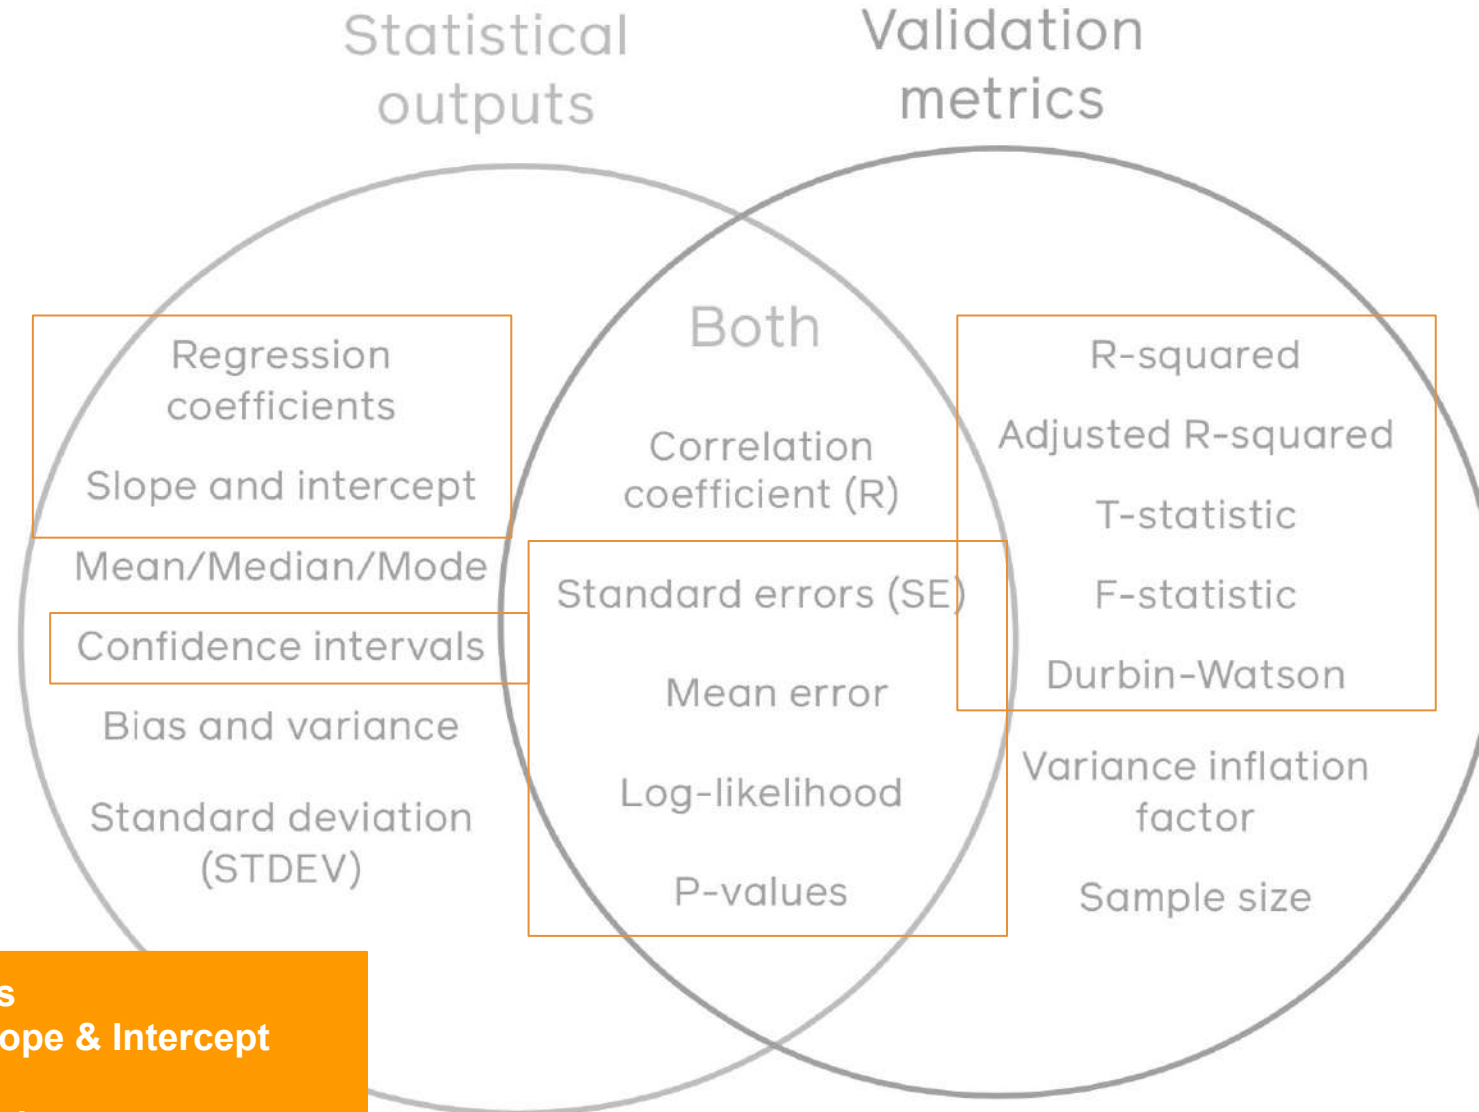 Statistical
outputs
Validation
metrics
Both
Regression
coefficients
Slope and intercept
Mean/Median/Mode
Confidence intervals
Bias and variance
Standard deviation
(STDEV)
Correlation
coefficient (R)
Standard errors (SE)
Mean error
Log-likelihood
P-values
R-squared
Adjusted R-squared
T-statistic
F-statistic
Durbin-Watson
Variance inflation
factor
Sample size
& Intercept